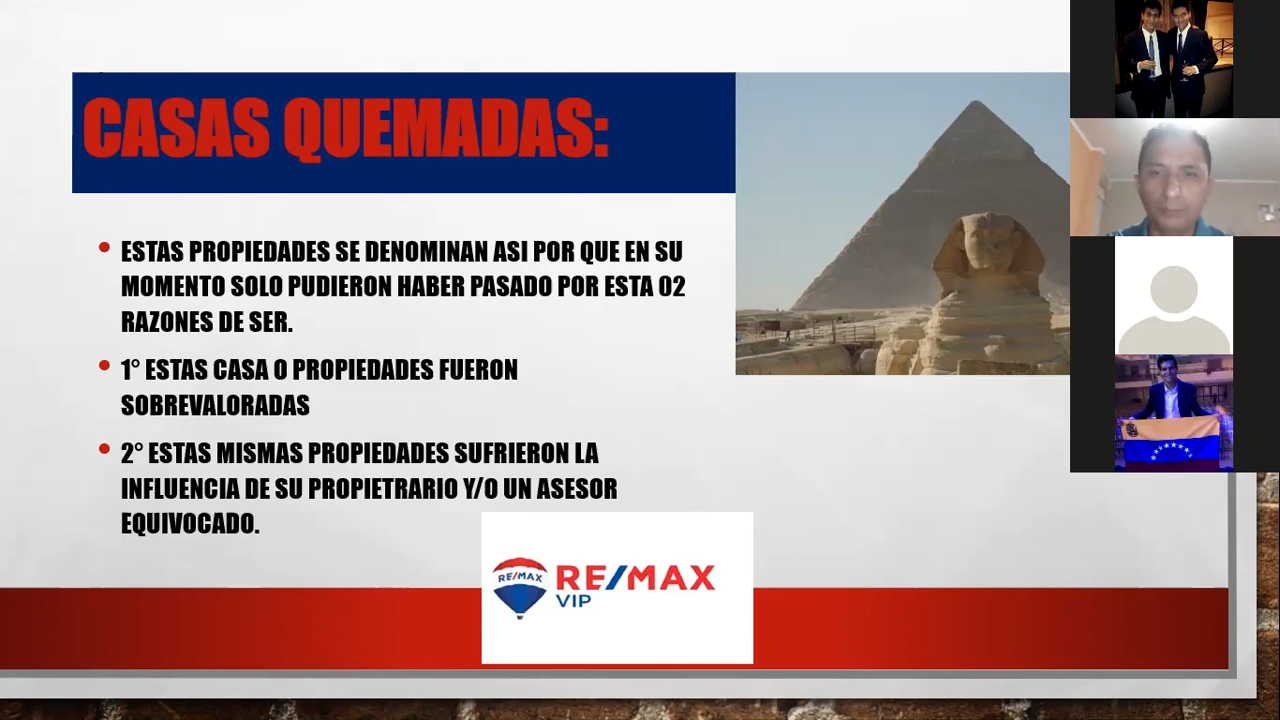 CASAS QUEMADAS:
ESTAS PROPIEDADES SE DENOMINAN ASI POR QUE EN SU
MOMENTO SOLO PUDIERON HABER PASADO POR ESTA 02
RAZONES DE SER.
1° ESTAS CASA O PROPIEDADES FUERON
SOBREVALORADAS
2° ESTAS MISMAS PROPIEDADES SUFRIERON LA
INFLUENCIA DE SU PROPIETRARIO Y/O UN ASESOR
EQUIVOCADO.
RE/MAX
RE/MAX
VIP